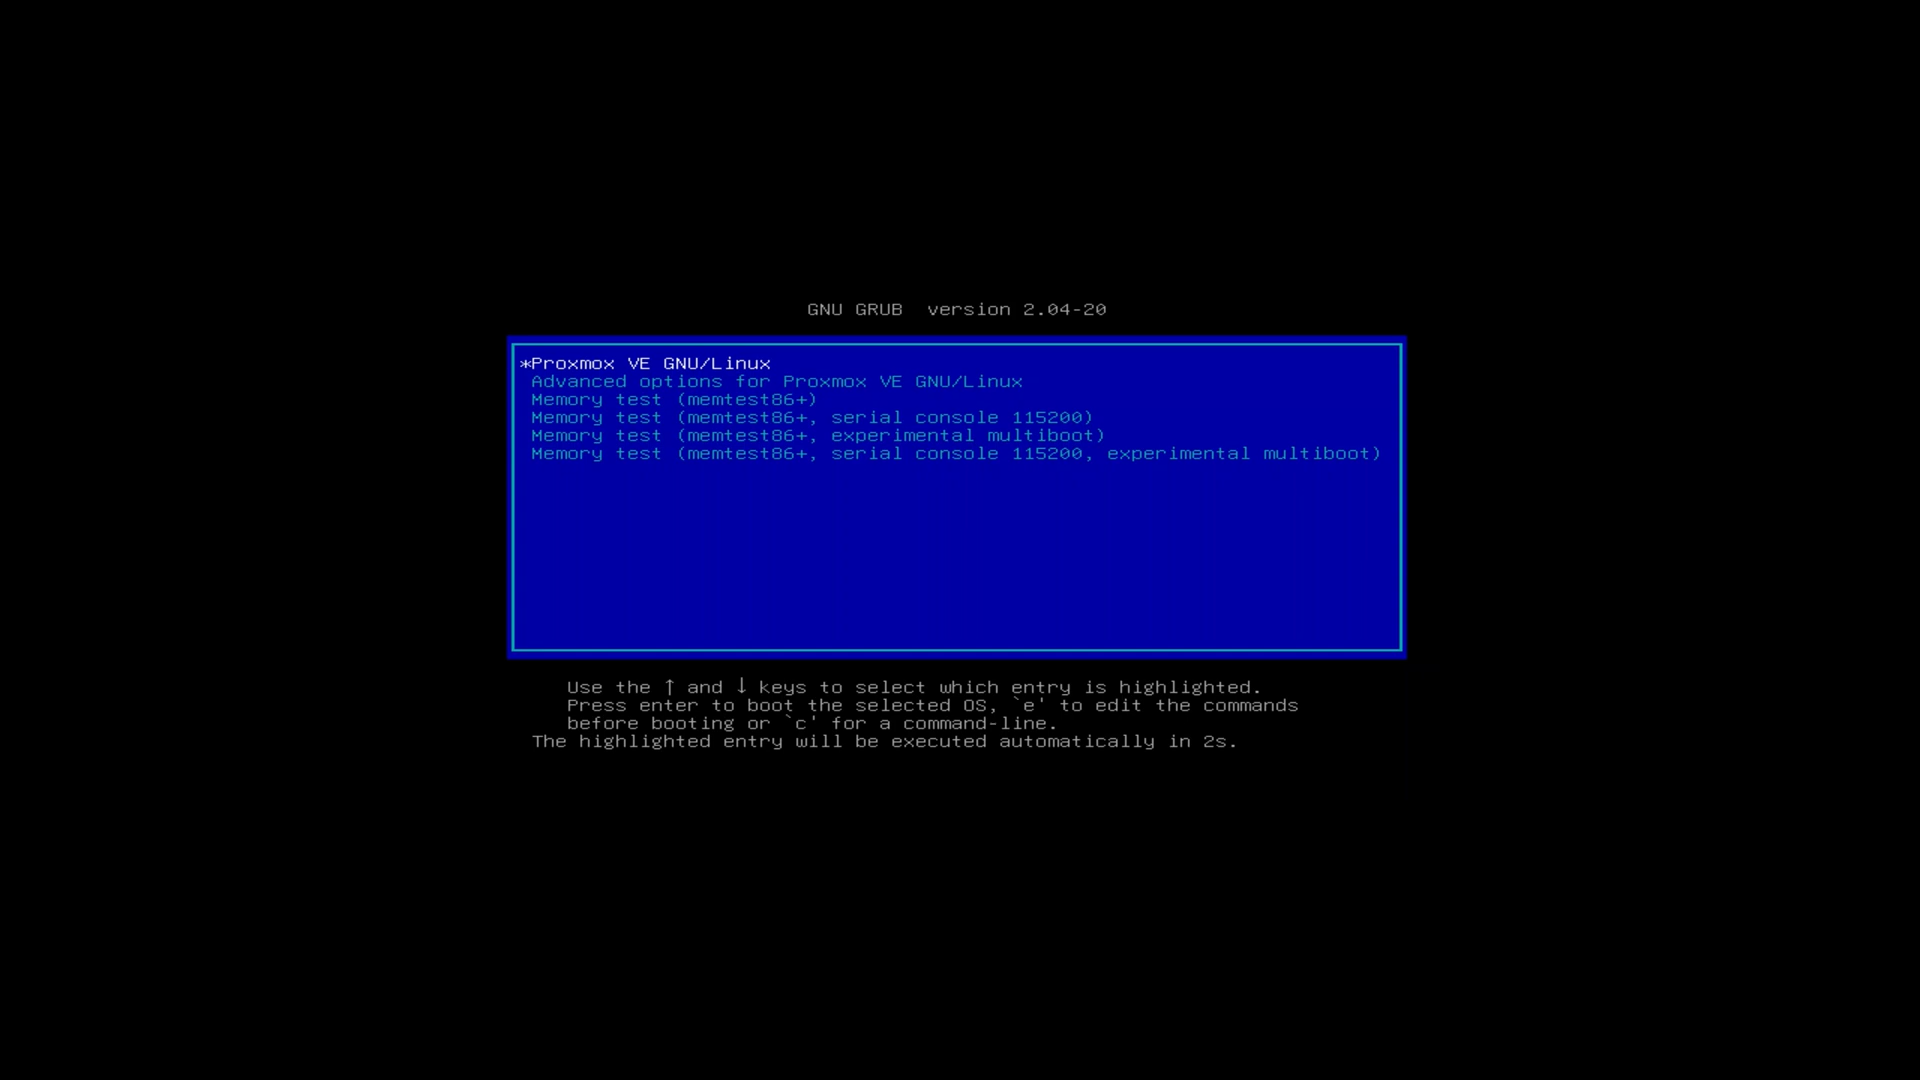 GNU GRUB  version 2.04-20
*Proxmox VE GNU/Linux
Advanced options for Proxmox VE GNU/Linux
Memory test (memtest86+)
Memory test (memtest86+, serial console 115200)
Memory test (memtest86+, experimental multiboot)
Memory test (memtest86+, serial console 115200, experimental multiboot)
Use the ↑ and ↓ keys to select which entry is highlighted.
Press enter to boot the selected OS, `e' to edit the commands
before booting or `c' for a command-line.
The highlighted entry will be executed automatically in 2s.